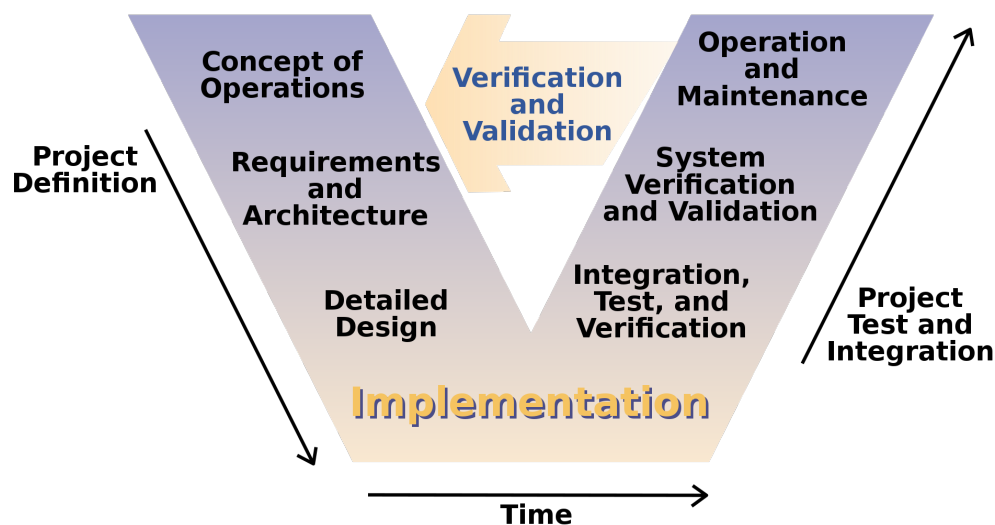 Concept of
Operations
Verification
and
Validation
Operation
and
Maintenance
Project
Definition
Requirements
and
Architecture
System
Verification
and Validation
Detailed
Design
Integration,
Test, and
Verification
Project
Test and
Integration
Implementation
Time